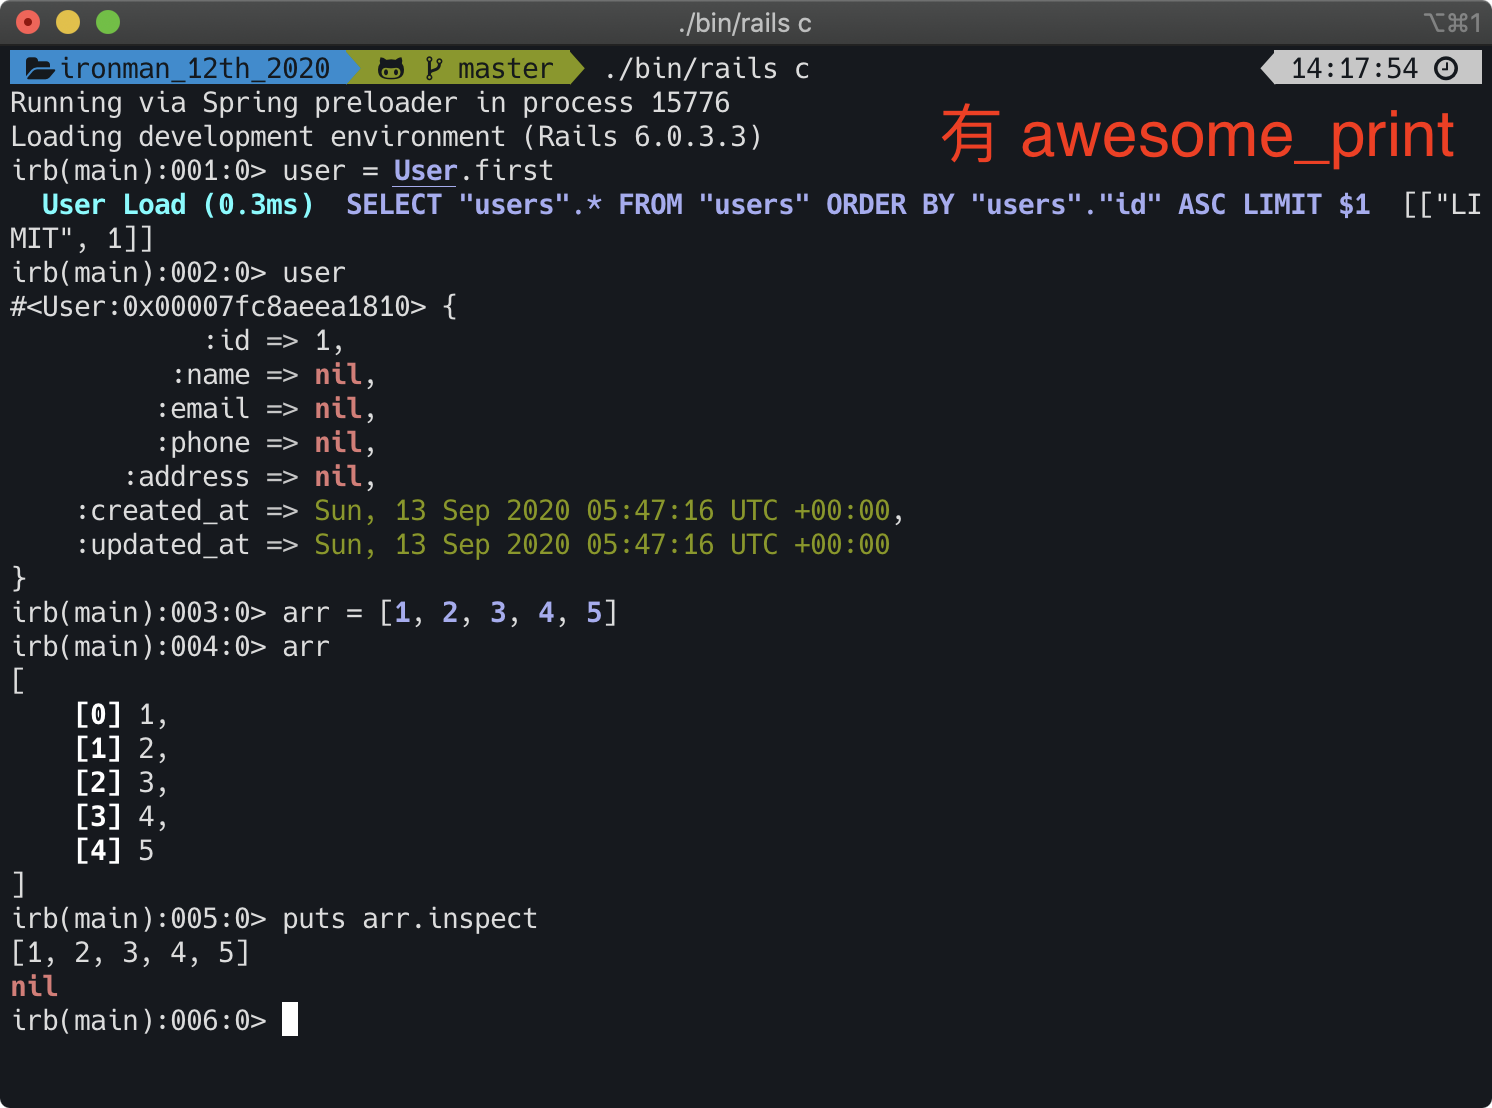 ./bin/rails c
⌥⌘1
ironman_12th_2020 master ./bin/rails c 14:17:54
Running via Spring preloader in process 15776
Loading development environment (Rails 6.0.3.3)
有 awesome_print
irb(main):001:0> user = User.first
  User Load (0.3ms)  SELECT "users".* FROM "users" ORDER BY "users"."id" ASC LIMIT $1  [["LI
MIT", 1]]
irb(main):002:0> user
#<User:0x00007fc8aeea1810> {
            :id => 1,
          :name => nil,
         :email => nil,
         :phone => nil,
       :address => nil,
    :created_at => Sun, 13 Sep 2020 05:47:16 UTC +00:00,
    :updated_at => Sun, 13 Sep 2020 05:47:16 UTC +00:00
}
irb(main):003:0> arr = [1, 2, 3, 4, 5]
irb(main):004:0> arr
[
    [0] 1,
    [1] 2,
    [2] 3,
    [3] 4,
    [4] 5
]
irb(main):005:0> puts arr.inspect
[1, 2, 3, 4, 5]
nil
irb(main):006:0>